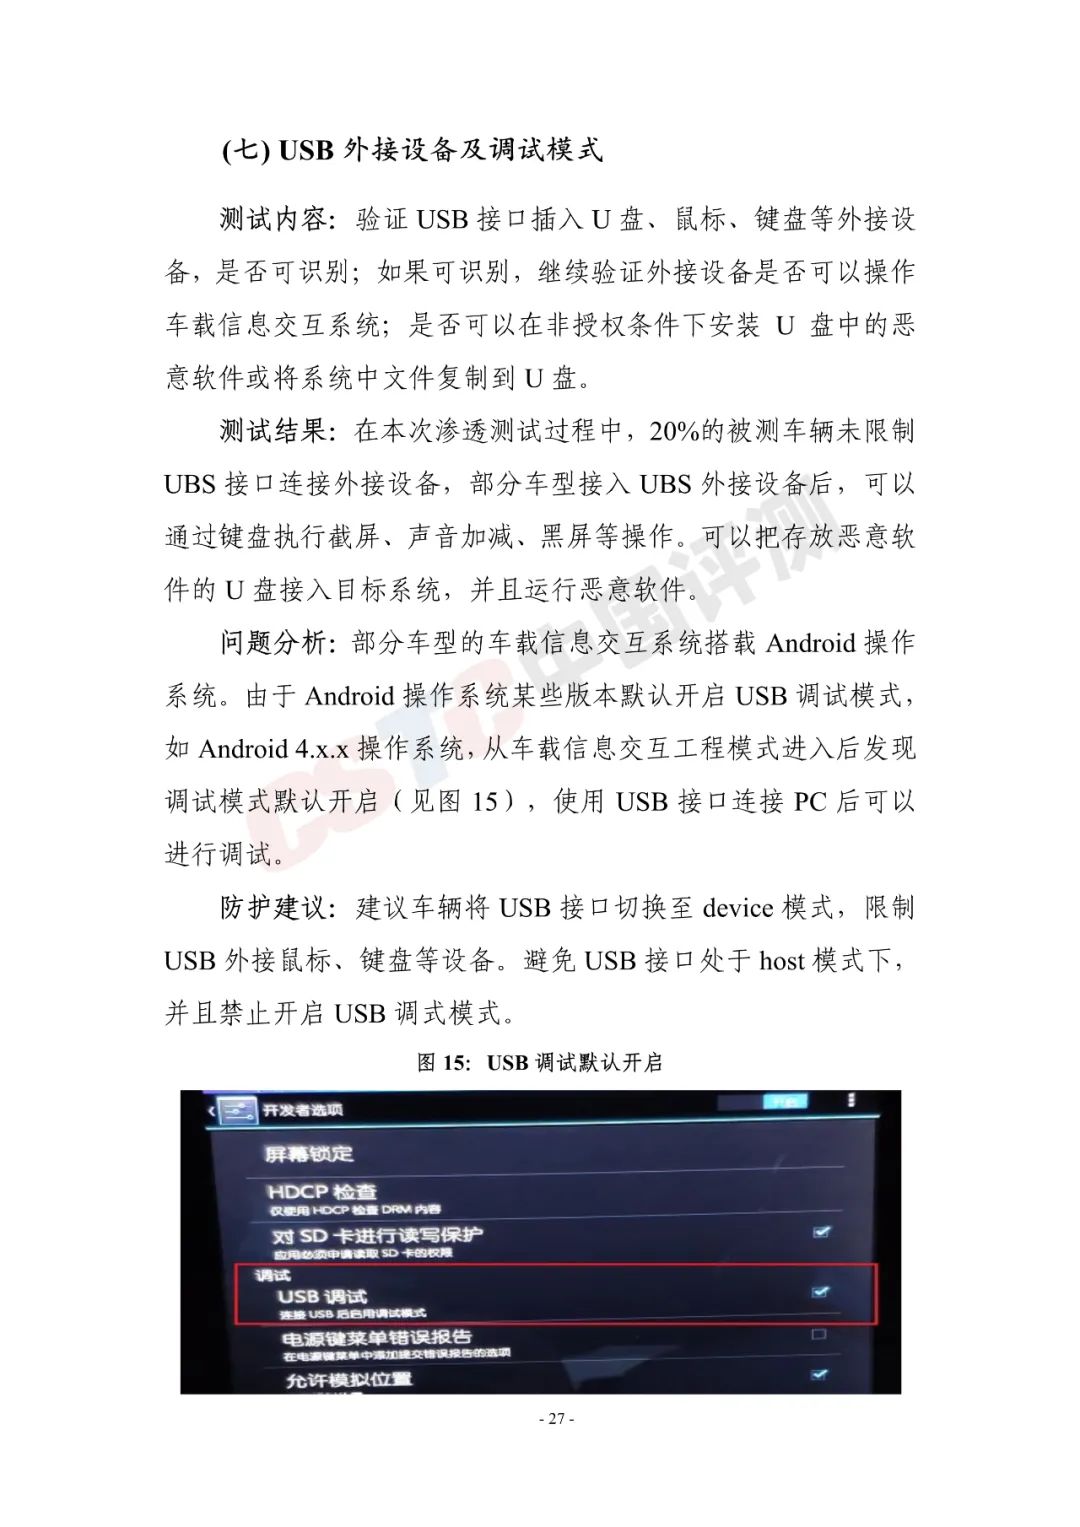 (七) USB 外接设备及调试模式
测试内容：验证 USB 接口插入 U 盘、鼠标、键盘等外接设
备，是否可识别；如果可识别，继续验证外接设备是否可以操作
车载信息交互系统；是否可以在非授权条件下安装 U 盘中的恶
意软件或将系统中文件复制到 U 盘。
测试结果：在本次渗透测试过程中，20%的被测车辆未限制
UBS 接口连接外接设备，部分车型接入 UBS 外接设备后，可以
通过键盘执行截屏、声音加减、黑屏等操作。可以把存放恶意软
件的 U 盘接入目标系统，并且运行恶意软件。
问题分析：部分车型的车载信息交互系统搭载 Android 操作
系统。由于 Android 操作系统某些版本默认开启 USB 调试模式，
如 Android 4.x.x 操作系统，从车载信息交互工程模式进入后发现
调试模式默认开启（见图 15），使用 USB 接口连接 PC 后可以
进行调试。
防护建议：建议车辆将 USB 接口切换至 device 模式，限制
USB 外接鼠标、键盘等设备。避免 USB 接口处于 host 模式下，
并且禁止开启 USB 调式模式。
CSTC中国评测
图 15: USB 调试默认开启
开发者选项
开启
屏幕锁定
HDCP 检查
仅使用 HDCP 检查 DRM 内容
对 SD 卡进行读写保护
应用必须申请读取 SD 卡的权限
调试
USB 调试
连接 USB 后启用调试模式
电源键菜单错误报告
在电源键菜单中添加提交错误报告的选项
允许模拟位置
- 27 -